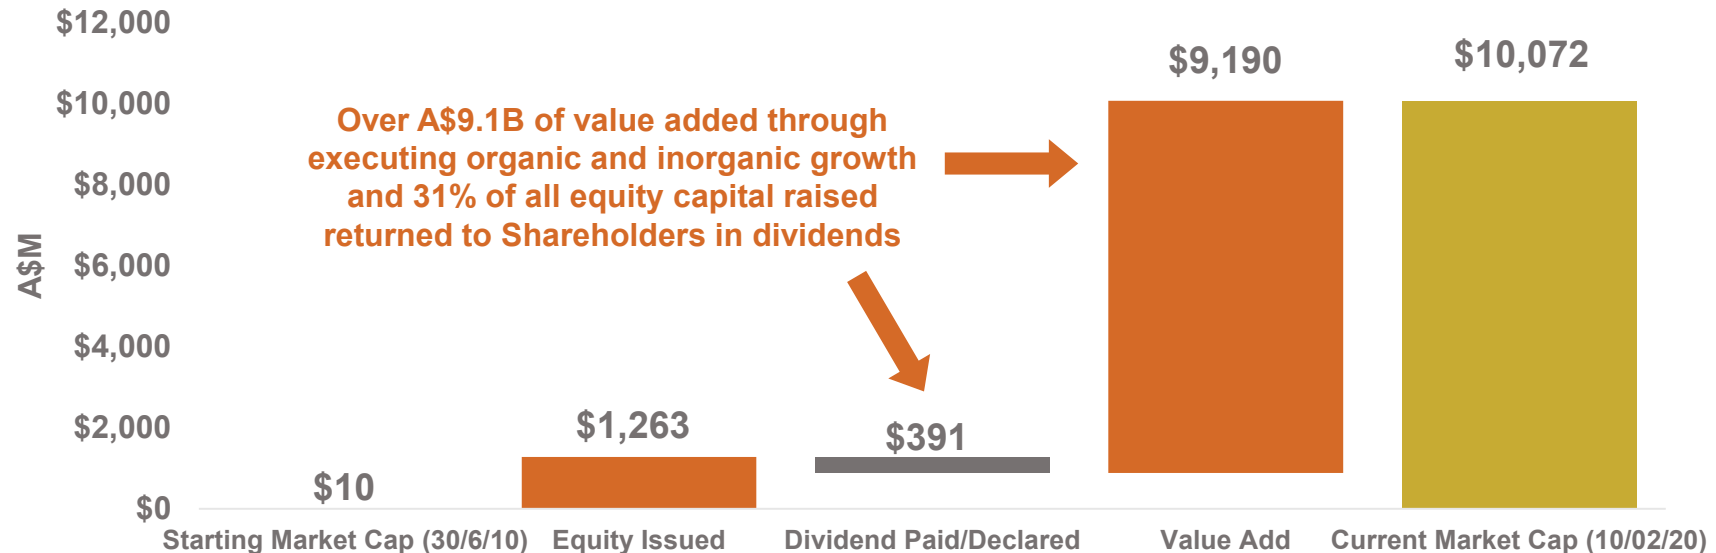 $12,000
$10,000
$8,000
$6,000
$4,000
$2,000
$0
A$M
Over A$9.1B of value added through
executing organic and inorganic growth
and 31% of all equity capital raised
returned to Shareholders in dividends
$10
$1,263
$391
$9,190
$10,072
Starting Market Cap (30/6/10)
Equity Issued
Dividend Paid/Declared
Value Add
Current Market Cap (10/02/20)